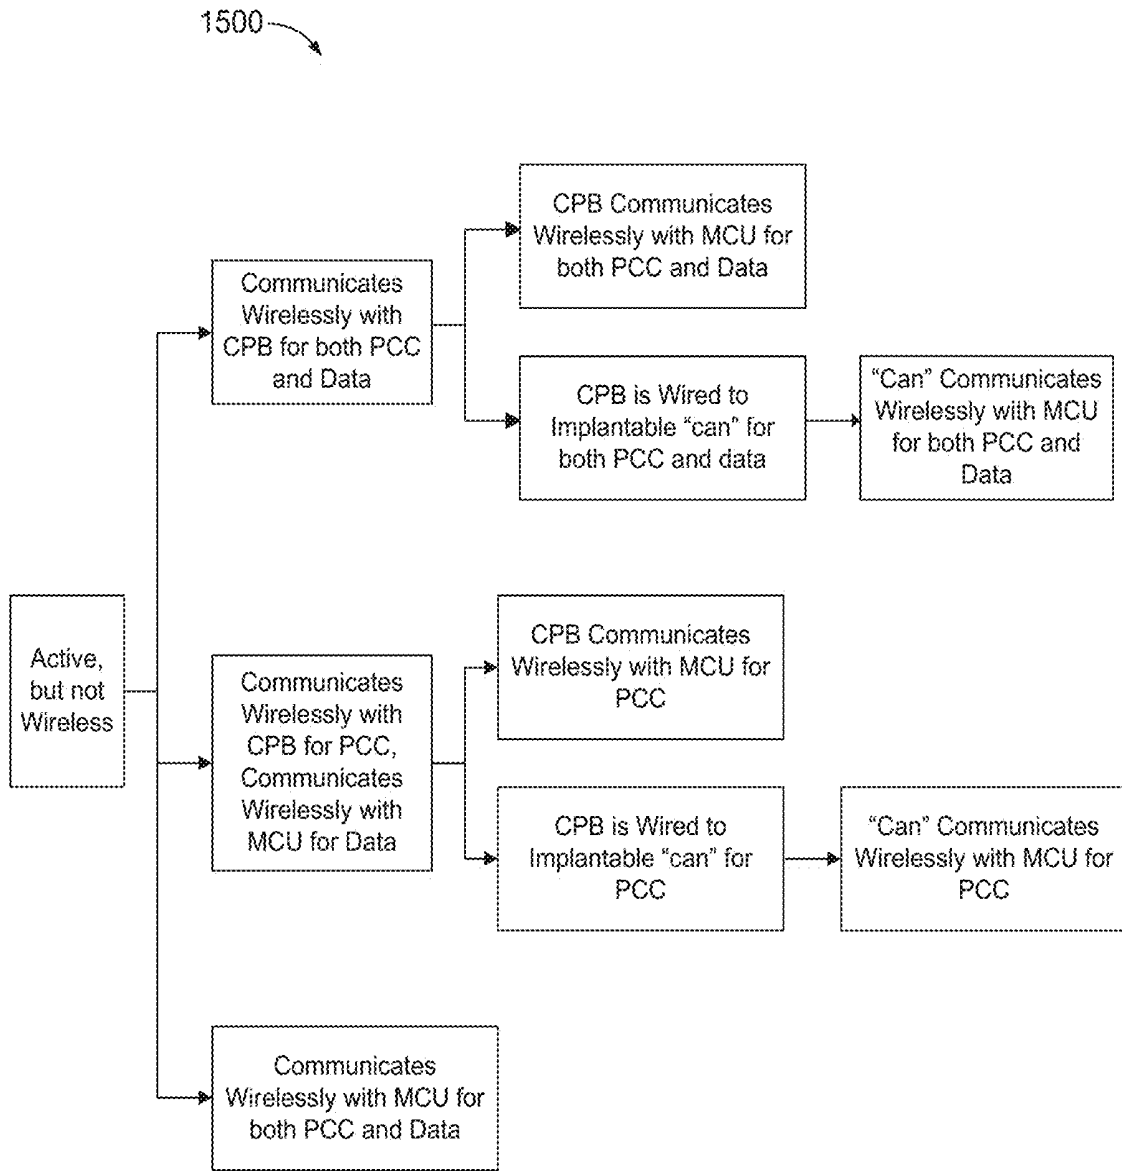 1500
CPB Communicates
Wirelessly with MCU for
both PCC and Data
Communicates
Wirelessly with
CPB for both PCC
and Data
CPB is Wired to
Implantable “can” for
both PCC and data
“Can” Communicates
Wirelessly with MCU
for both PCC and
Data
Active,
but not
Wireless
CPB Communicates
Wirelessly with MCU for
PCC
Communicates
Wirelessly with
CPB for PCC,
Communicates
Wirelessly with
MCU for Data
CPB is Wired to
Implantable “can” for
PCC
“Can” Communicates
Wirelessly with MCU for
PCC
Communicates
Wirelessly with MCU for
both PCC and Data